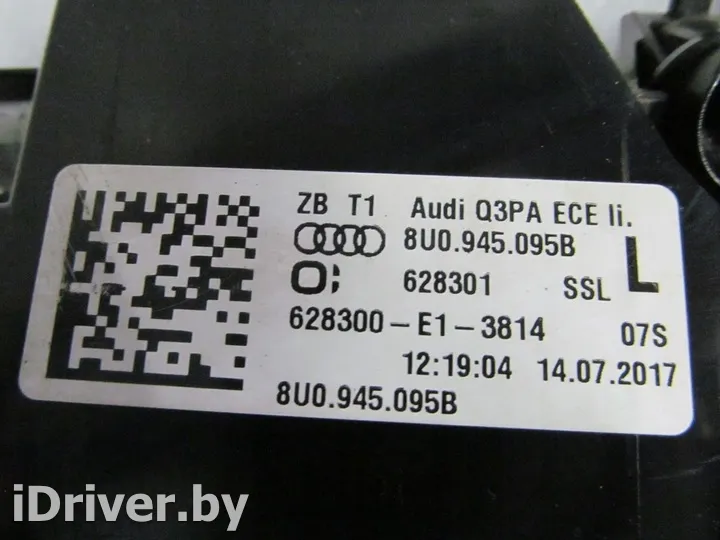 ZB T1 Audi Q3PA ECE li.
8U0.945.095B L
628301 SSL
628300-E1-3814 07S
12:19:04 14.07.2017
8U0.945.095B
iDriver.by